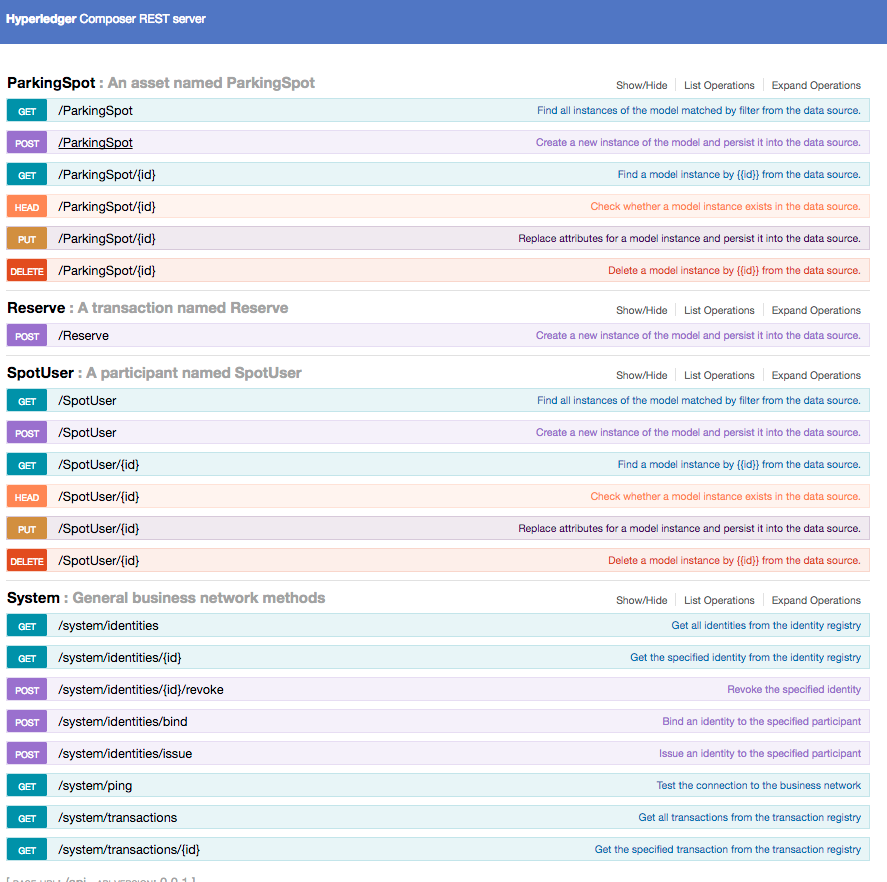 Hyperledger Composer REST server
ParkingSpot : An asset named ParkingSpot Show/Hide List Operations Expand Operations
GET /ParkingSpot Find all instances of the model matched by filter from the data source.
POST /ParkingSpot Create a new instance of the model and persist it into the data source.
GET /ParkingSpot/{id} Find a model instance by {{id}} from the data source.
HEAD /ParkingSpot/{id} Check whether a model instance exists in the data source.
PUT /ParkingSpot/{id} Replace attributes for a model instance and persist it into the data source.
DELETE /ParkingSpot/{id} Delete a model instance by {{id}} from the data source.
Reserve : A transaction named Reserve Show/Hide List Operations Expand Operations
POST /Reserve Create a new instance of the model and persist it into the data source.
SpotUser : A participant named SpotUser Show/Hide List Operations Expand Operations
GET /SpotUser Find all instances of the model matched by filter from the data source.
POST /SpotUser Create a new instance of the model and persist it into the data source.
GET /SpotUser/{id} Find a model instance by {{id}} from the data source.
HEAD /SpotUser/{id} Check whether a model instance exists in the data source.
PUT /SpotUser/{id} Replace attributes for a model instance and persist it into the data source.
DELETE /SpotUser/{id} Delete a model instance by {{id}} from the data source.
System : General business network methods Show/Hide List Operations Expand Operations
GET /system/identities Get all identities from the identity registry
GET /system/identities/{id} Get the specified identity from the identity registry
POST /system/identities/{id}/revoke Revoke the specified identity
POST /system/identities/bind Bind an identity to the specified participant
POST /system/identities/issue Issue an identity to the specified participant
GET /system/ping Test the connection to the business network
GET /system/transactions Get all transactions from the transaction registry
GET /system/transactions/{id} Get the specified transaction from the transaction registry